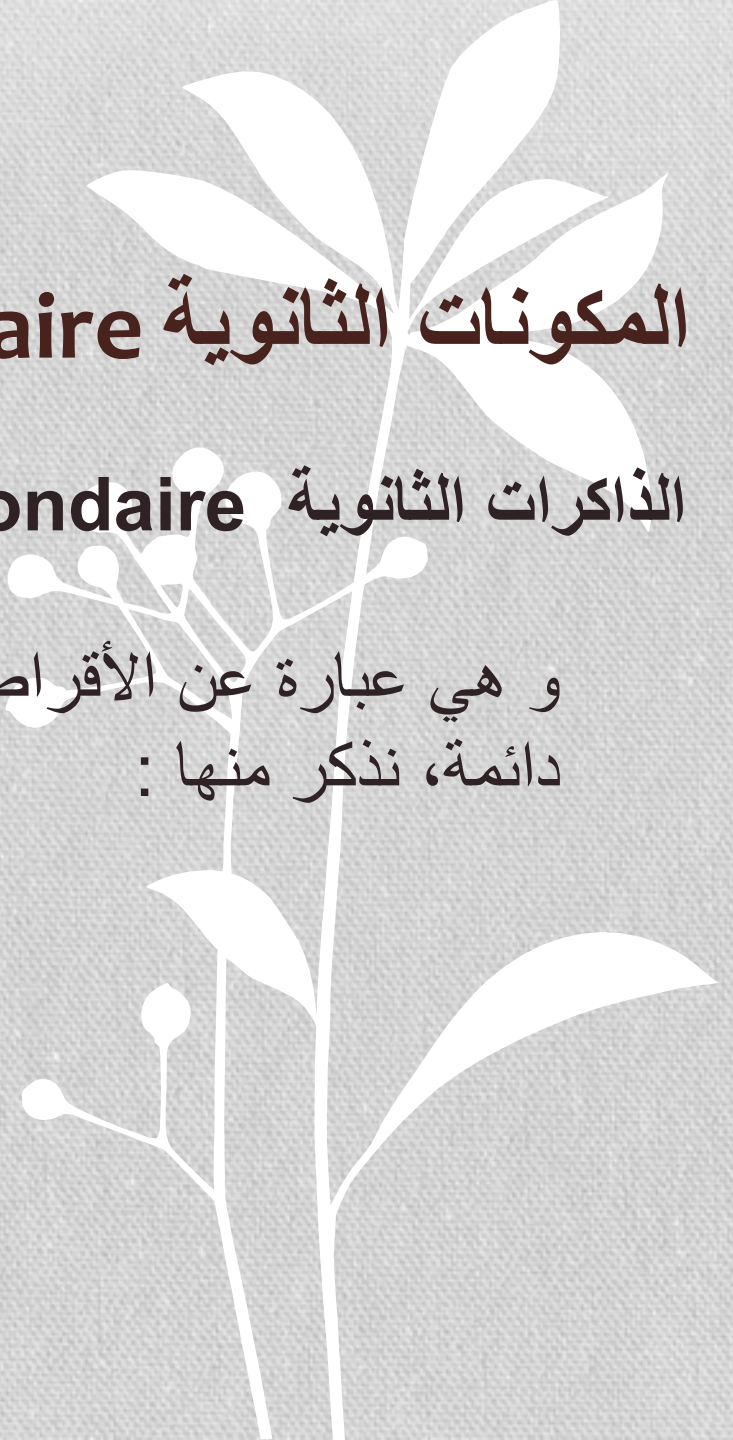 المكونات الثانوية aire
الذاكرات الثانوية ondaire
و هي عبارة عن الأقراص
دائمة، نذكر منها :